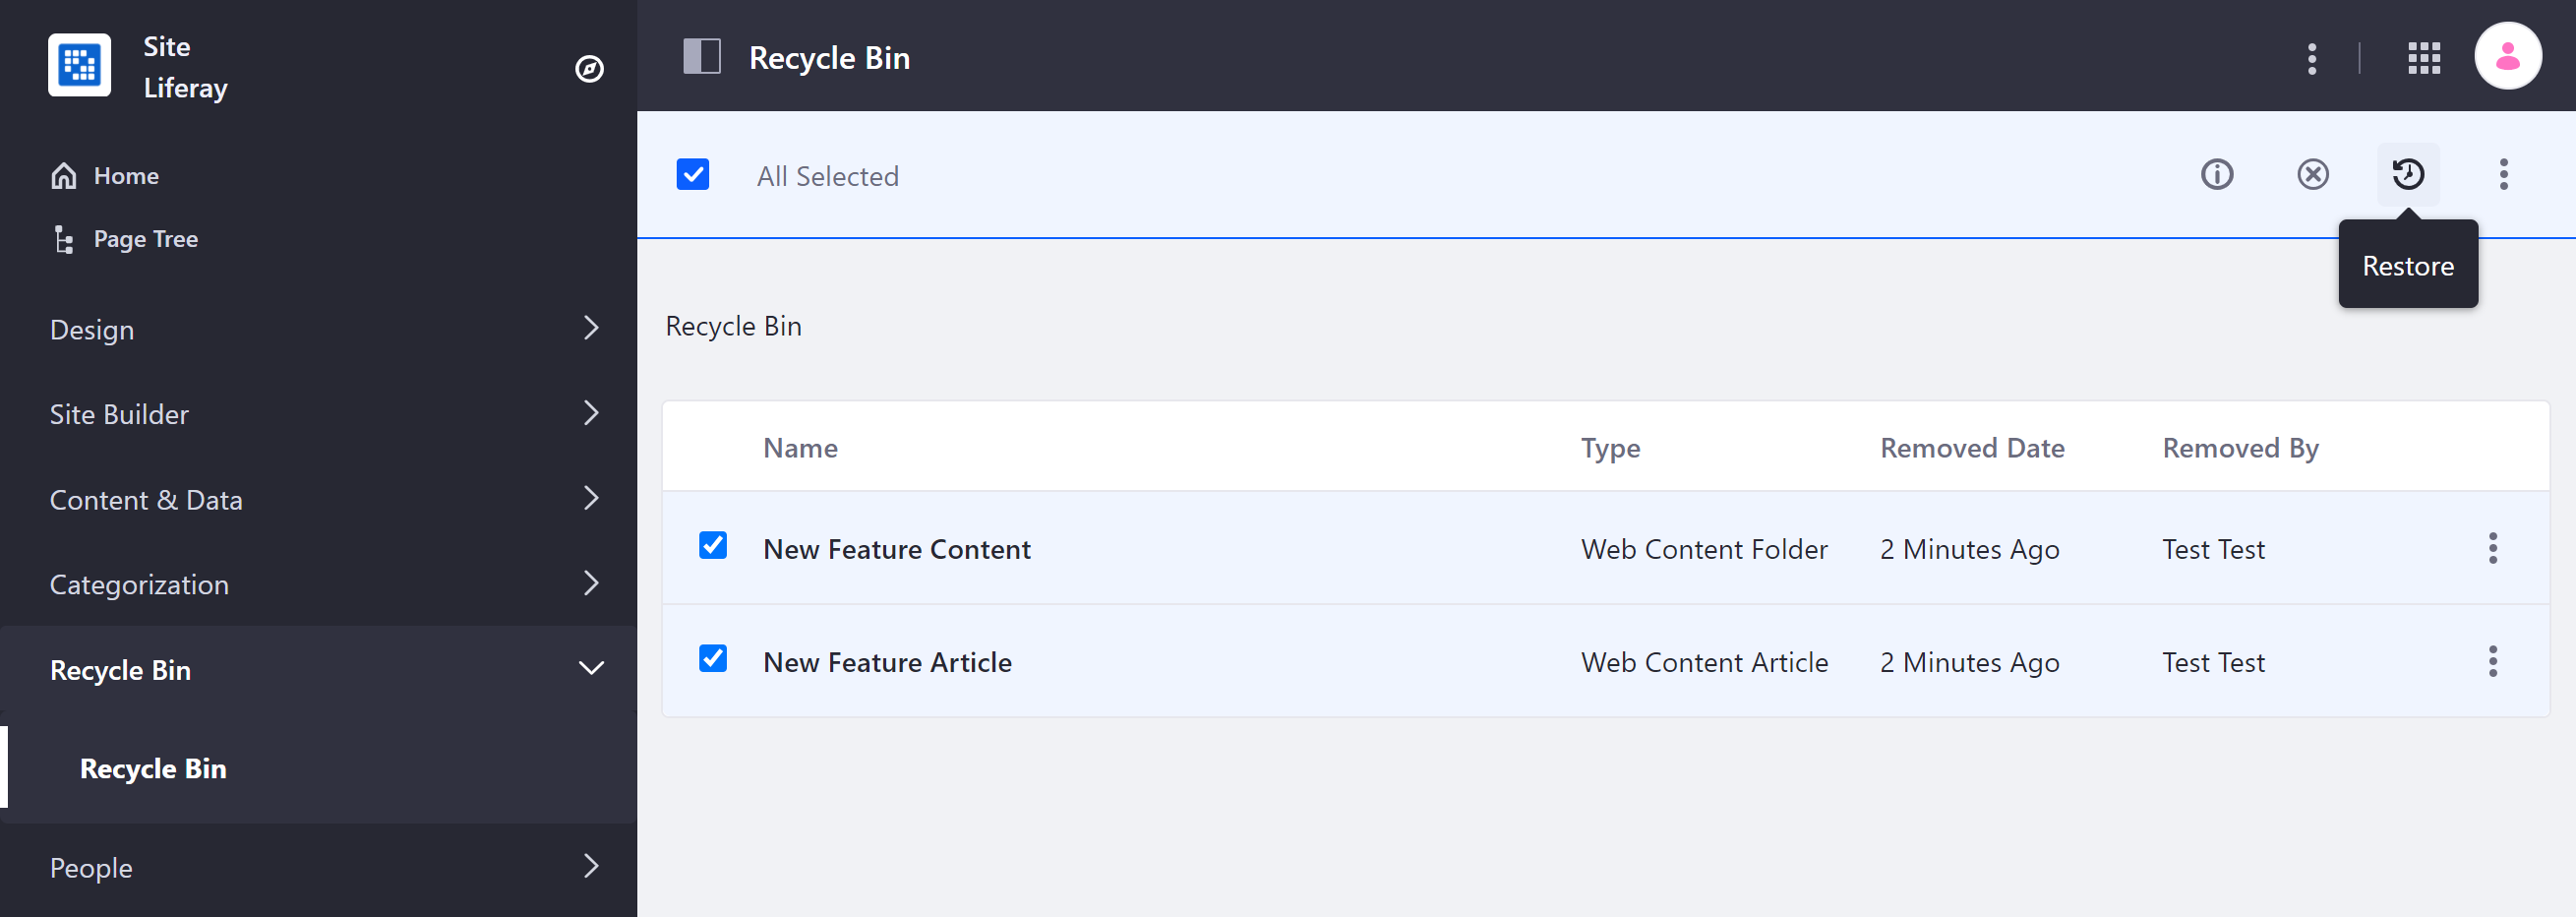 Site
Liferay
Home
Page Tree
Design
Site Builder
Content & Data
Categorization
Recycle Bin
Recycle Bin
People
Recycle Bin
All Selected
Restore
Recycle Bin
Name Type Removed Date Removed By
New Feature Content Web Content Folder 2 Minutes Ago Test Test
New Feature Article Web Content Article 2 Minutes Ago Test Test